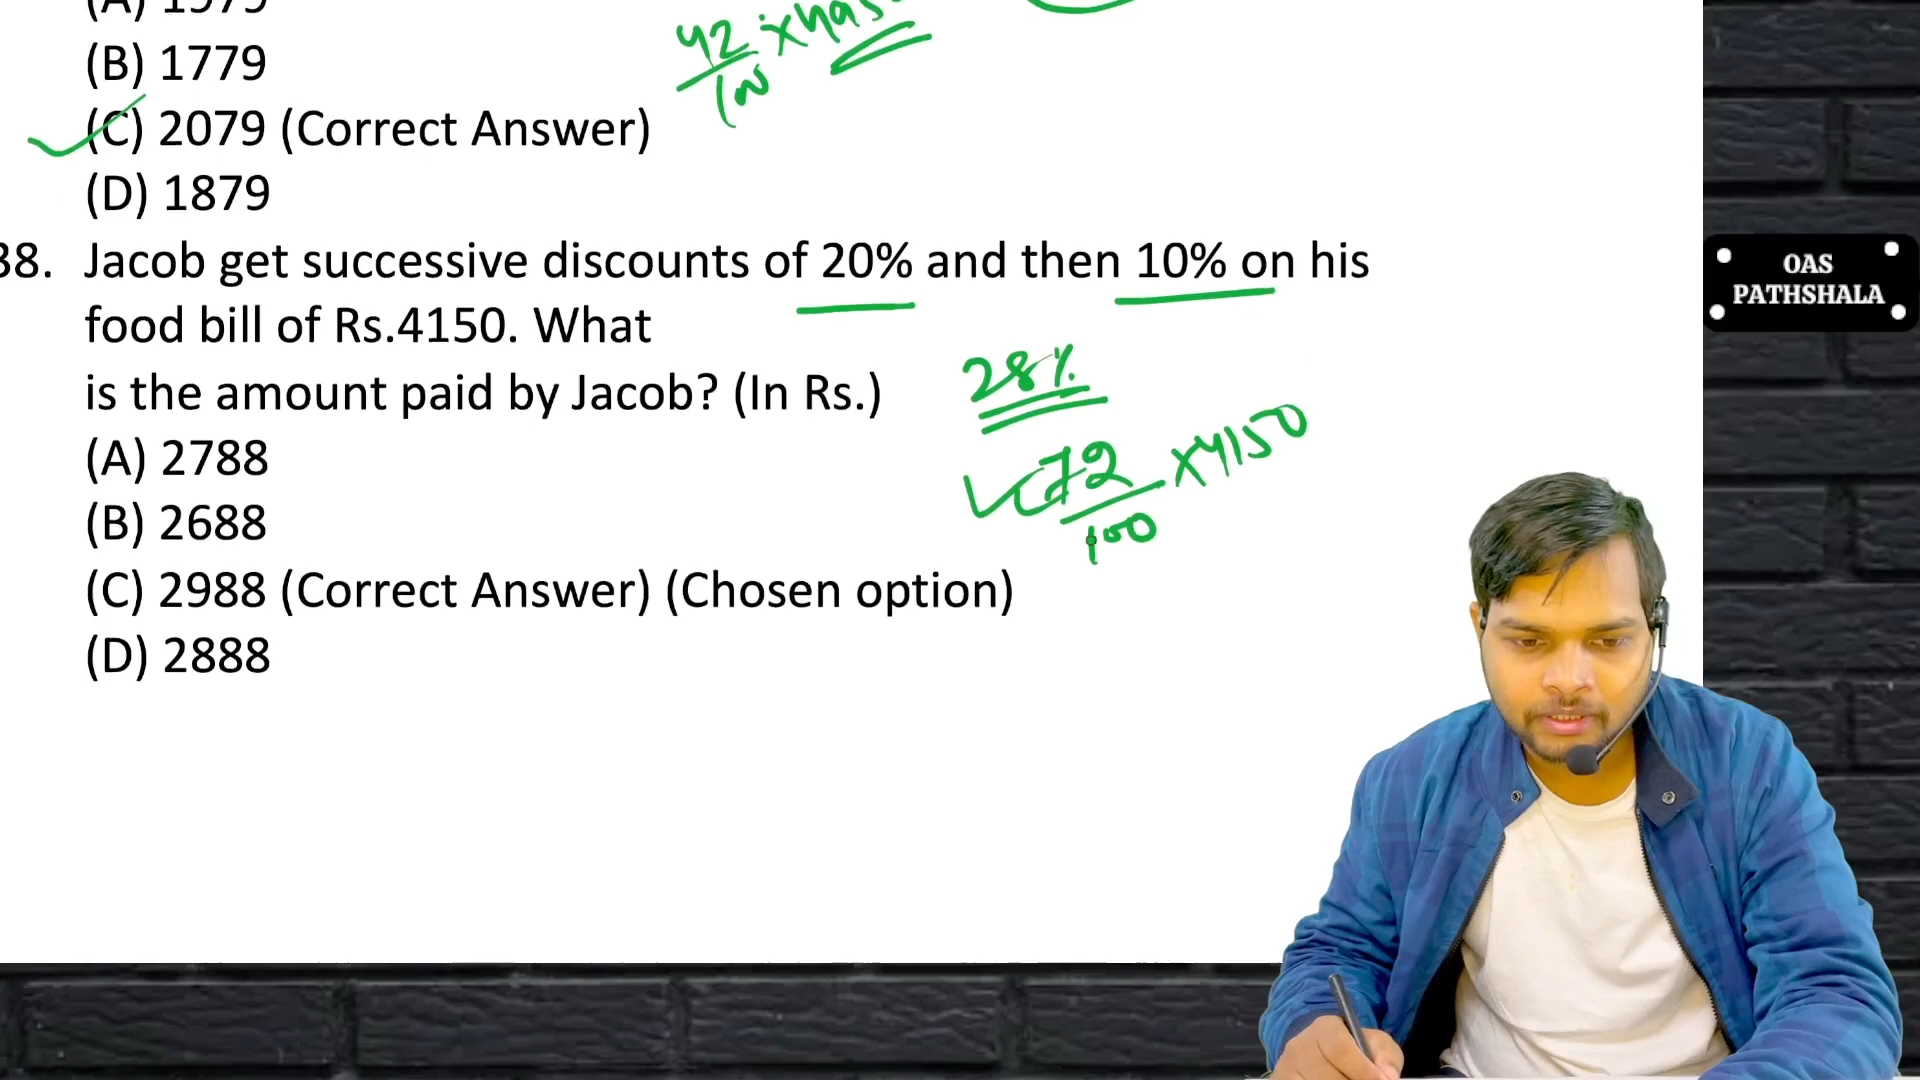 (B) 1779
(C) 2079 (Correct Answer)
(D) 1879
38. Jacob get successive discounts of 20% and then 10% on his
food bill of Rs.4150. What
is the amount paid by Jacob? (In Rs.)
(A) 2788
(B) 2688
(C) 2988 (Correct Answer) (Chosen option)
(D) 2888
42
100
28%
72
100
×4150
OAS
PATHSHALA